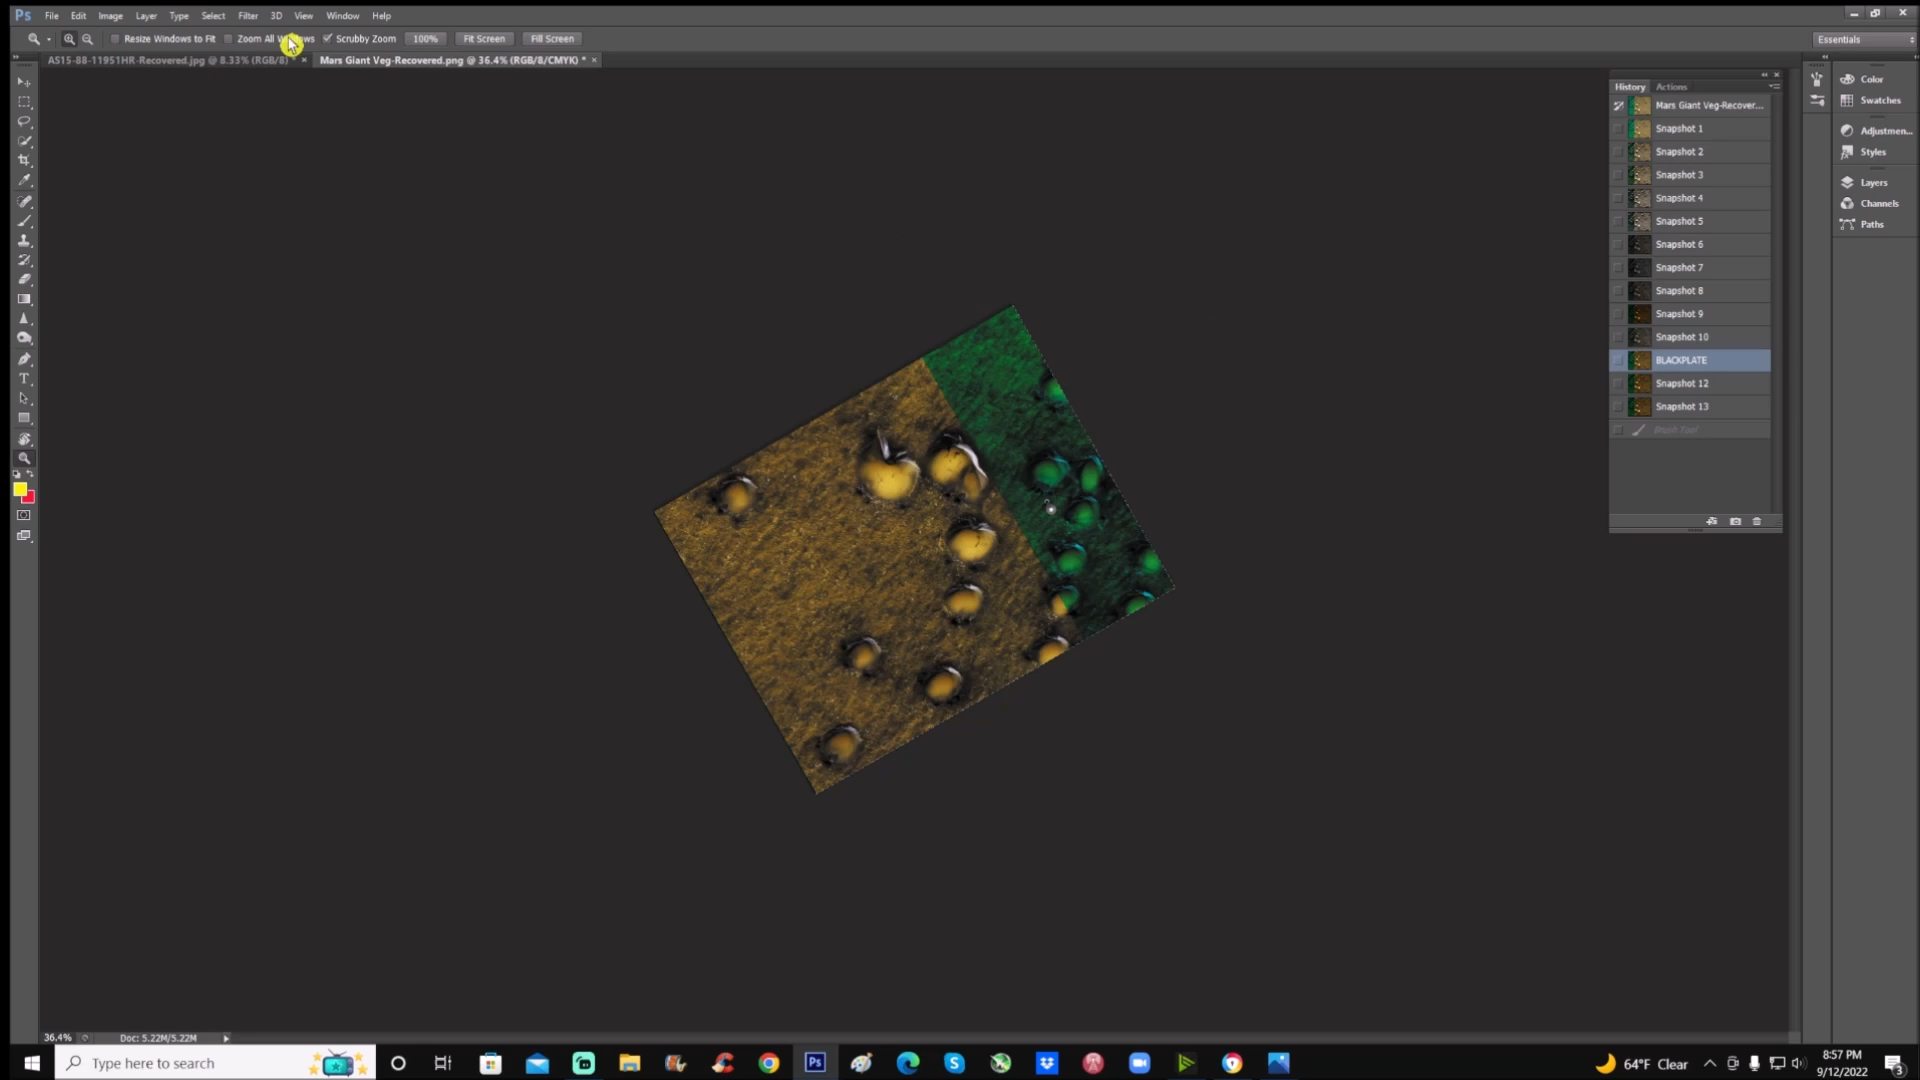 Ps File Edit Image Layer Type Select Filter 3D View Window Help
Resize Windows to Fit Zoom All Windows Scrubby Zoom 100% Fit Screen Fill Screen Essentials
AS15-88-11951HR-Recovered.jpg @ 8.33% (RGB/8) * × Mars Giant Veg-Recovered.png @ 36.4% (RGB/8/CMYK) * ×
History Actions
Mars Giant Veg-Recover...
Snapshot 1
Snapshot 2
Snapshot 3
Snapshot 4
Snapshot 5
Snapshot 6
Snapshot 7
Snapshot 8
Snapshot 9
Snapshot 10
BLACKPLATE
Snapshot 12
Snapshot 13
Brush Tool
Color
Swatches
Adjustmen...
Styles
Layers
Channels
Paths
36.4% Doc: 5.22M/5.22M
Type here to search
Ps
64°F Clear
8:57 PM
9/12/2022
3